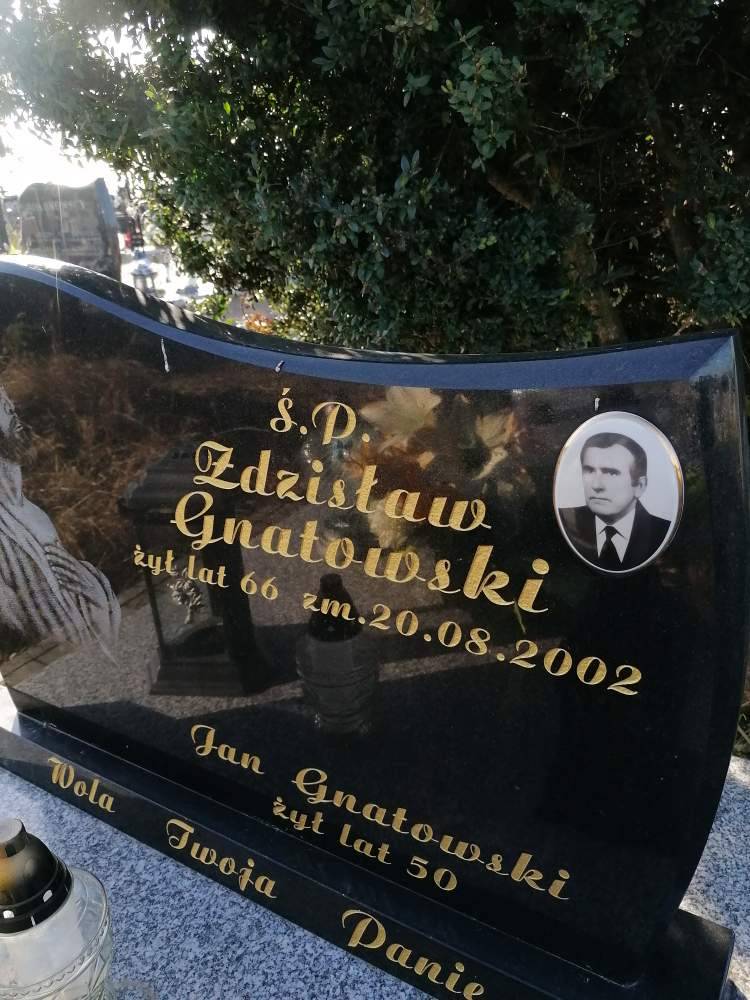 ś.P.
Zdzisław
Gnatowski
żył lat 66 zm.20.08.2002
Jan Gnatowski
żył lat 50
Wola Twoja Panie